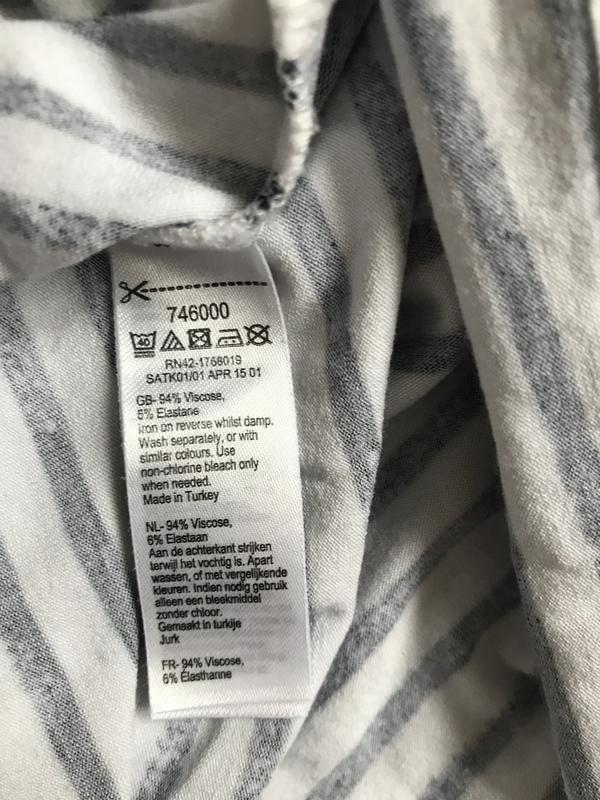 746000
40
RN42-1768019
SATK01/01 APR 15 01
GB- 94% Viscose,
6% Elastane
Iron on reverse whilst damp.
Wash separately, or with
similar colours. Use
non-chlorine bleach only
when needed.
Made in Turkey
NL- 94% Viscose,
6% Elastaan
Aan de achterkant strijken
terwijl het vochtig is. Apart
wassen, of met vergelijkende
kleuren. Indien nodig gebruik
alleen een bleekmiddel
zonder chloor.
Gemaakt in turkije
Jurk
FR- 94% Viscose,
6% Élasthanne